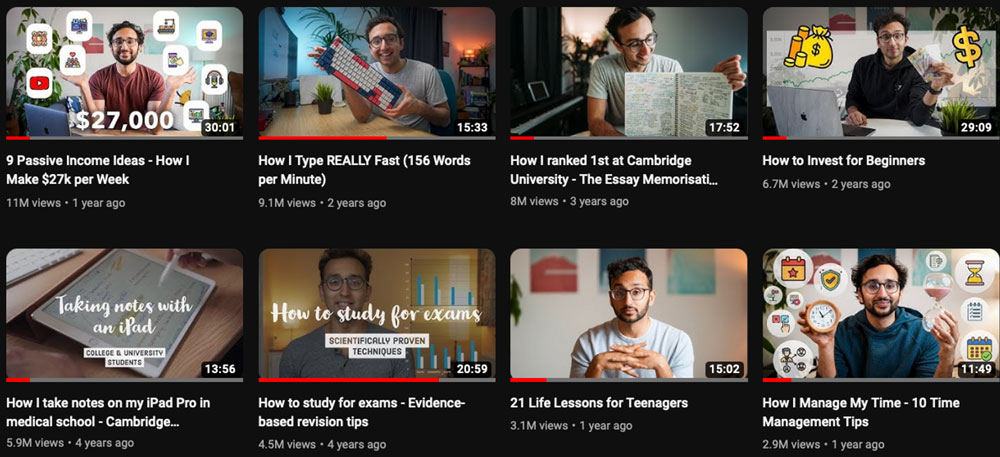 $27,000
30:01
15:33
17:52
$
$
29:09
9 Passive Income Ideas - How I
Make $27k per Week
11M views • 1 year ago
How I Type REALLY Fast (156 Words
per Minute)
9.1M views • 2 years ago
How I ranked 1st at Cambridge
University - The Essay Memorisati...
8M views • 3 years ago
How to Invest for Beginners
6.7M views • 2 years ago
Taking notes with
an iPad
COLLEGE & UNIVERSITY
STUDENTS
13:56
How to study for exams
SCIENTIFICALLY PROVEN
TECHNIQUES
20:59
15:02
11:49
How I take notes on my iPad Pro in
medical school - Cambridge...
5.9M views • 4 years ago
How to study for exams - Evidence-
based revision tips
4.5M views • 4 years ago
21 Life Lessons for Teenagers
3.1M views • 1 year ago
How I Manage My Time - 10 Time
Management Tips
2.9M views • 1 year ago